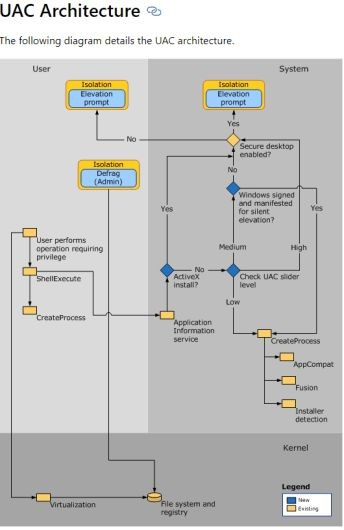 UAC Architecture
The following diagram details the UAC architecture.
User
System
Isolation
Elevation
prompt
Isolation
Elevation
prompt
Yes
No
Secure desktop
enabled?
Isolation
Defrag
(Admin)
No
Windows signed
and manifested
for silent
elevation?
Yes
Yes
User performs
operation requiring
privilege
Medium
High
ShellExecute
ActiveX
install?
No
Check UAC slider
level
Low
CreateProcess
Application
Information
service
CreateProcess
AppCompat
Fusion
Installer
detection
Kernel
Virtualization
File system and
registry
Legend
New
Existing